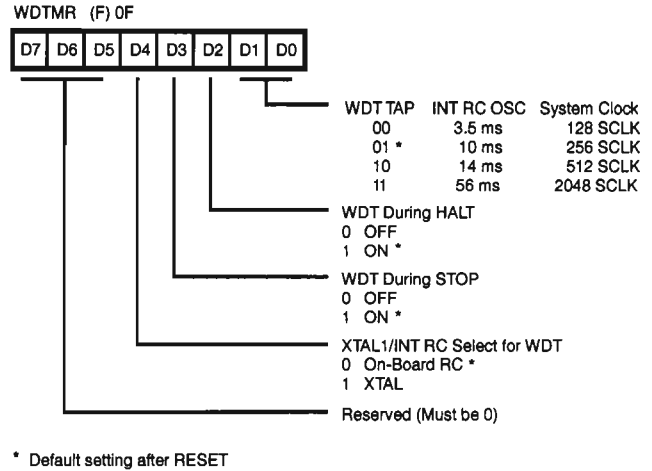 WDTMR (F) 0F
D7 D6 D5 D4 D3 D2 D1 D0
WDT TAP INT RC OSC System Clock
00 3.5 ms 128 SCLK
01 * 10 ms 256 SCLK
10 14 ms 512 SCLK
11 56 ms 2048 SCLK
WDT During HALT
0 OFF
1 ON *
WDT During STOP
0 OFF
1 ON *
XTAL1/INT RC Select for WDT
0 On-Board RC *
1 XTAL
Reserved (Must be 0)
* Default setting after RESET